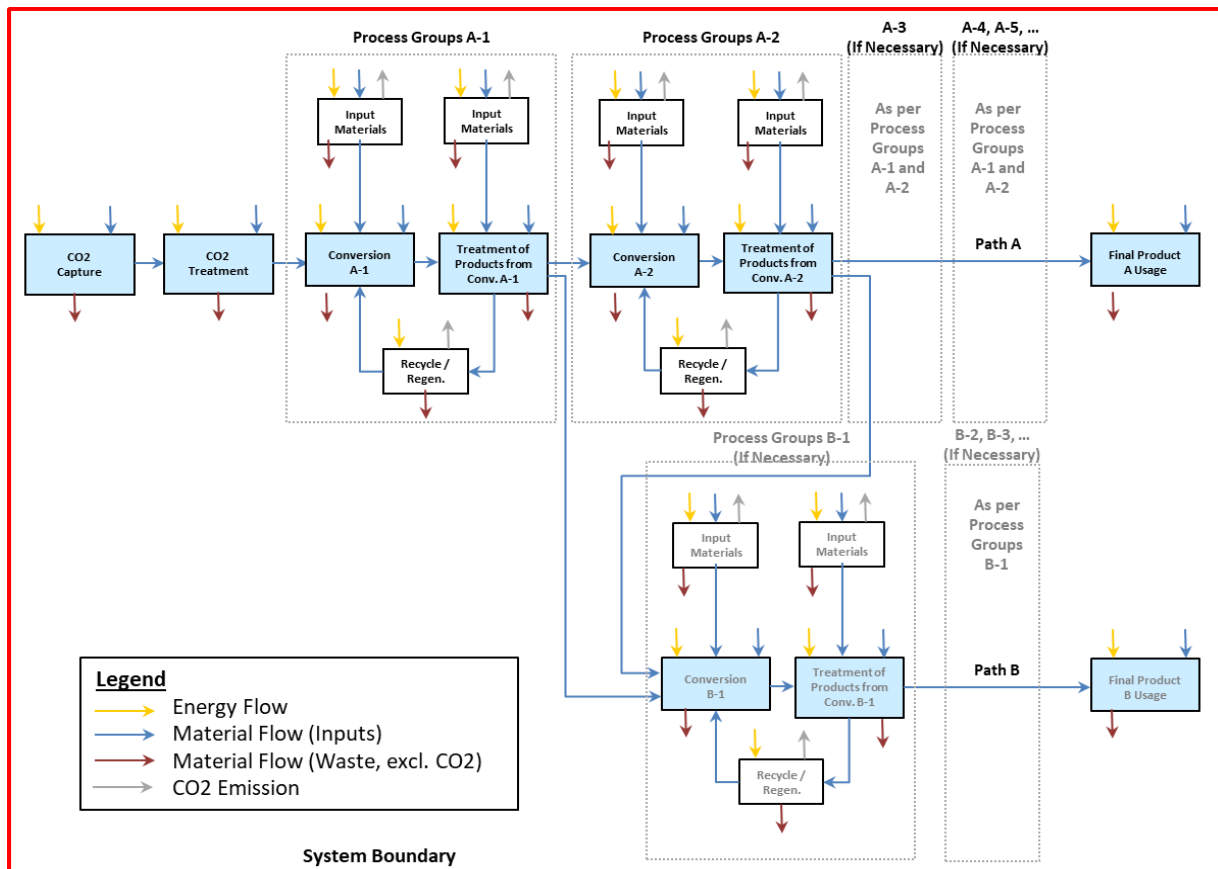 Process Groups A-1
Process Groups A-2
A-3
(If Necessary)
A-4, A-5, ...
(If Necessary)
Input
Materials
Input
Materials
Input
Materials
Input
Materials
As per
Process
Groups
A-1 and
A-2
As per
Process
Groups
A-1 and
A-2
CO2
Capture
CO2
Treatment
Conversion
A-1
Treatment of
Products from
Conv. A-1
Conversion
A-2
Treatment of
Products from
Conv. A-2
Path A
Final Product
A Usage
Recycle /
Regen.
Recycle /
Regen.
Process Groups B-1
(If Necessary)
B-2, B-3, ...
(If Necessary)
Input
Materials
Input
Materials
As per
Process
Groups
B-1
Conversion
B-1
Treatment of
Products from
Conv. B-1
Path B
Final Product
B Usage
Recycle /
Regen.
Legend
Energy Flow
Material Flow (Inputs)
Material Flow (Waste, excl. CO2)
CO2 Emission
System Boundary